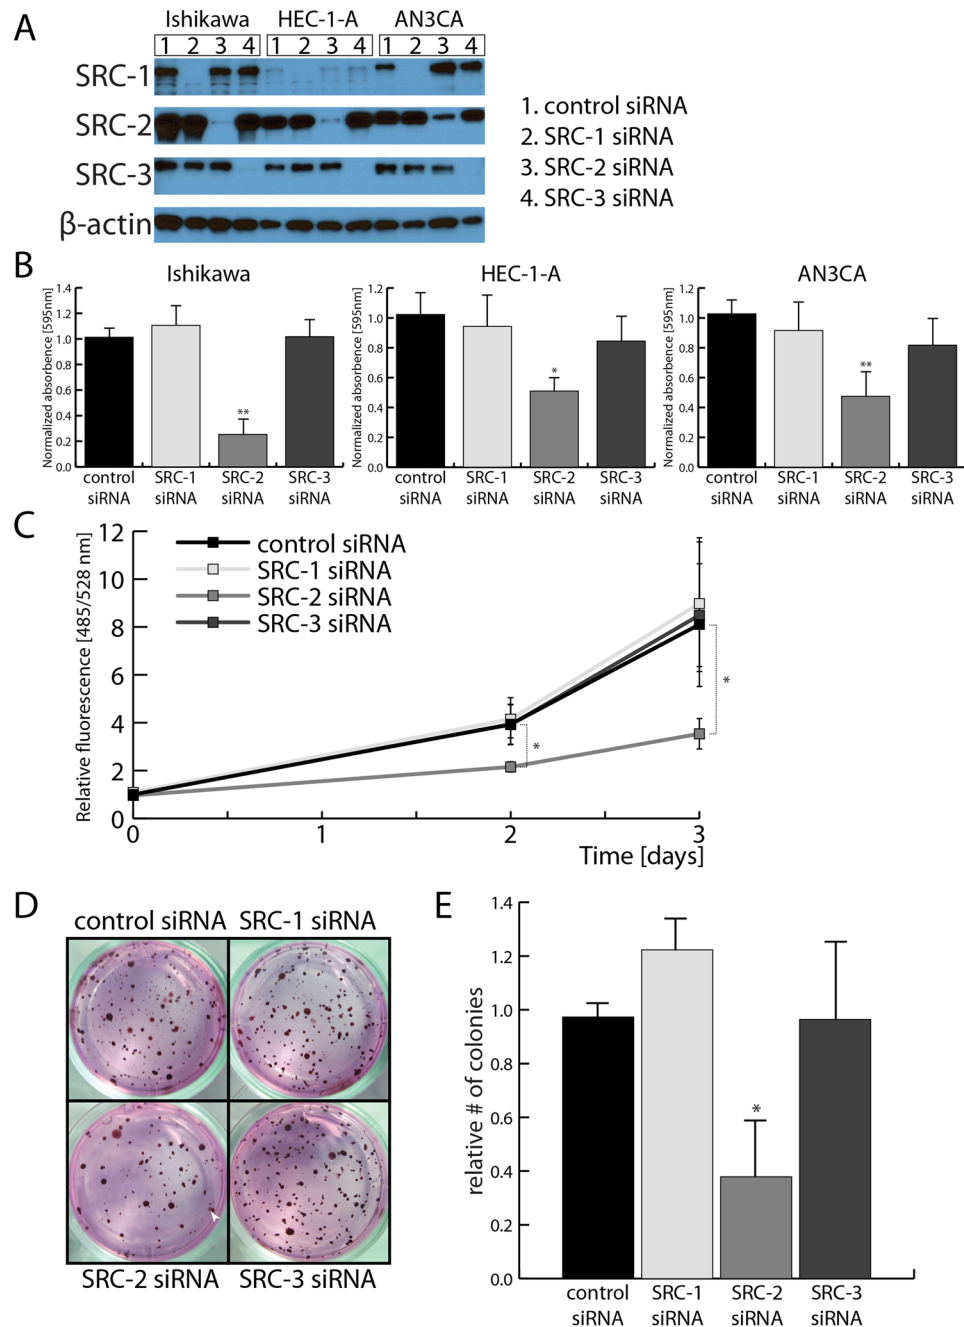 A
Ishikawa HEC-1-A AN3CA
1 2 3 4 1 2 3 4 1 2 3 4
SRC-1
SRC-2
SRC-3
β-actin
1. control siRNA
2. SRC-1 siRNA
3. SRC-2 siRNA
4. SRC-3 siRNA
B
Ishikawa
Normalized absorbence [595nm]
1.4
1.2
1.0
0.8
0.6
0.4
0.2
0.0
**
control siRNA
SRC-1 siRNA
SRC-2 siRNA
SRC-3 siRNA
HEC-1-A
Normalized absorbence [595nm]
1.2
1.0
0.8
0.6
0.4
0.2
0.0
*
control siRNA
SRC-1 siRNA
SRC-2 siRNA
SRC-3 siRNA
AN3CA
Normalized absorbence [595nm]
1.2
1.0
0.8
0.6
0.4
0.2
0.0
**
control siRNA
SRC-1 siRNA
SRC-2 siRNA
SRC-3 siRNA
C
Relative fluorescence [485/528 nm]
12
10
8
6
4
2
0
control siRNA
SRC-1 siRNA
SRC-2 siRNA
SRC-3 siRNA
*
*
0 1 2 3
Time [days]
D
control siRNA SRC-1 siRNA
SRC-2 siRNA SRC-3 siRNA
E
relative # of colonies
1.4
1.2
1.0
0.8
0.6
0.4
0.2
0.0
*
control siRNA
SRC-1 siRNA
SRC-2 siRNA
SRC-3 siRNA